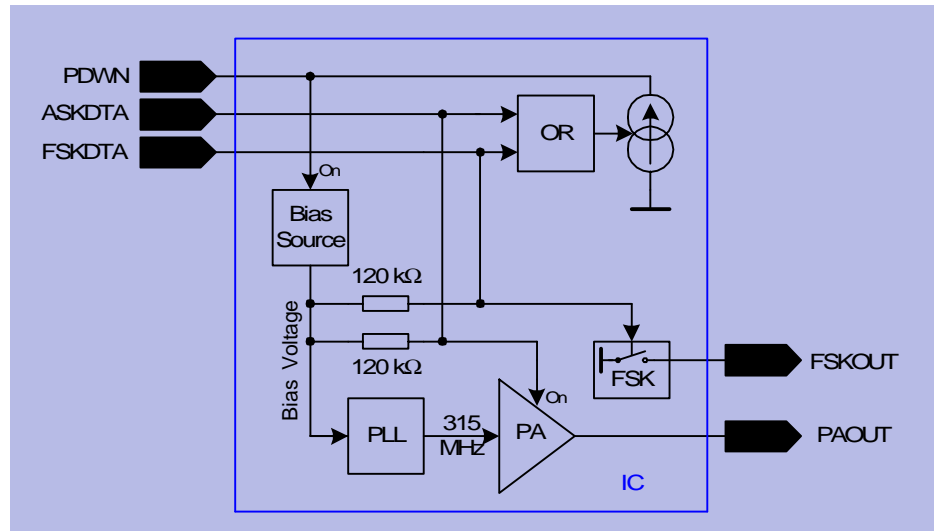 PDWN
ASKDTA
FSKDTA
OR
On
Bias
Source
120 kΩ
Bias Voltage
120 kΩ
FSK
FSKOUT
On
PLL
315
MHz
PA
PAOUT
IC